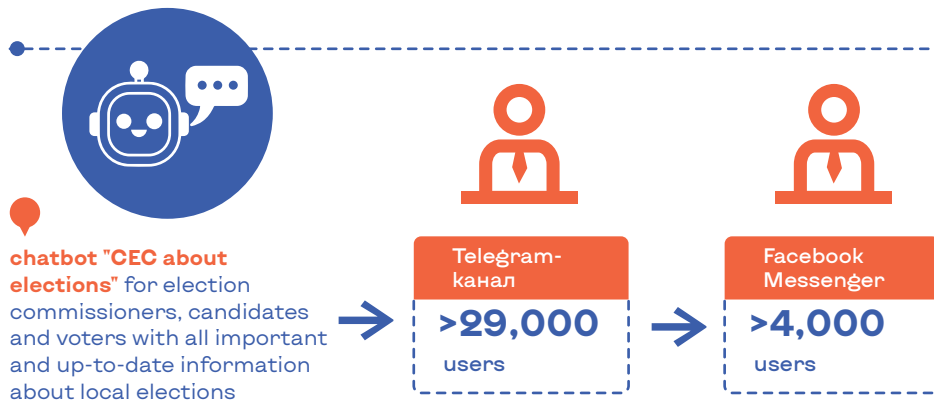 chatbot "CEC about
elections" for election
commissioners, candidates
and voters with all important
and up-to-date information
about local elections
Telegram-
канал
>29,000
users
Facebook
Messenger
>4,000
users